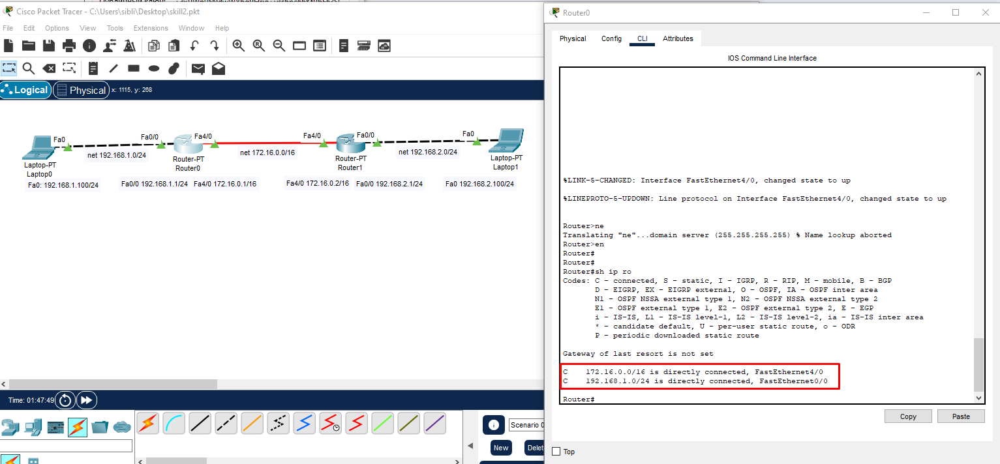 Cisco Packet Tracer - C:\Users\sibli\Desktop\skill2.pkt
File Edit Options View Tools Extensions Window Help
Logical Physical x: 1115, y: 268
Fa0 Fa0/0 Fa4/0 Fa4/0 Fa0/0 Fa0
net 192.168.1.0/24 net 172.16.0.0/16 net 192.168.2.0/24
Laptop-PT Router-PT Router-PT Laptop-PT
Laptop0 Router0 Router1 Laptop1
Fa0: 192.168.1.100/24 Fa0/0 192.168.1.1/24 Fa4/0 172.16.0.1/16 Fa4/0 172.16.0.2/16 Fa0/0 192.168.2.1/24 Fa0 192.168.2.100/24
Time: 01:47:49
Scenario 0
New Delet
Router0
Physical Config CLI Attributes
IOS Command Line Interface
%LINK-5-CHANGED: Interface FastEthernet4/0, changed state to up
%LINEPROTO-5-UPDOWN: Line protocol on Interface FastEthernet4/0, changed state to up
Router>ne
Translating "ne"...domain server (255.255.255.255) % Name lookup aborted
Router>en
Router#
Router#
Router#sh ip ro
Codes: C - connected, S - static, I - IGRP, R - RIP, M - mobile, B - BGP
D - EIGRP, EX - EIGRP external, O - OSPF, IA - OSPF inter area
N1 - OSPF NSSA external type 1, N2 - OSPF NSSA external type 2
E1 - OSPF external type 1, E2 - OSPF external type 2, E - EGP
i - IS-IS, L1 - IS-IS level-1, L2 - IS-IS level-2, ia - IS-IS inter area
* - candidate default, U - per-user static route, o - ODR
P - periodic downloaded static route
Gateway of last resort is not set
C 172.16.0.0/16 is directly connected, FastEthernet4/0
C 192.168.1.0/24 is directly connected, FastEthernet0/0
Router#
Copy Paste
Top